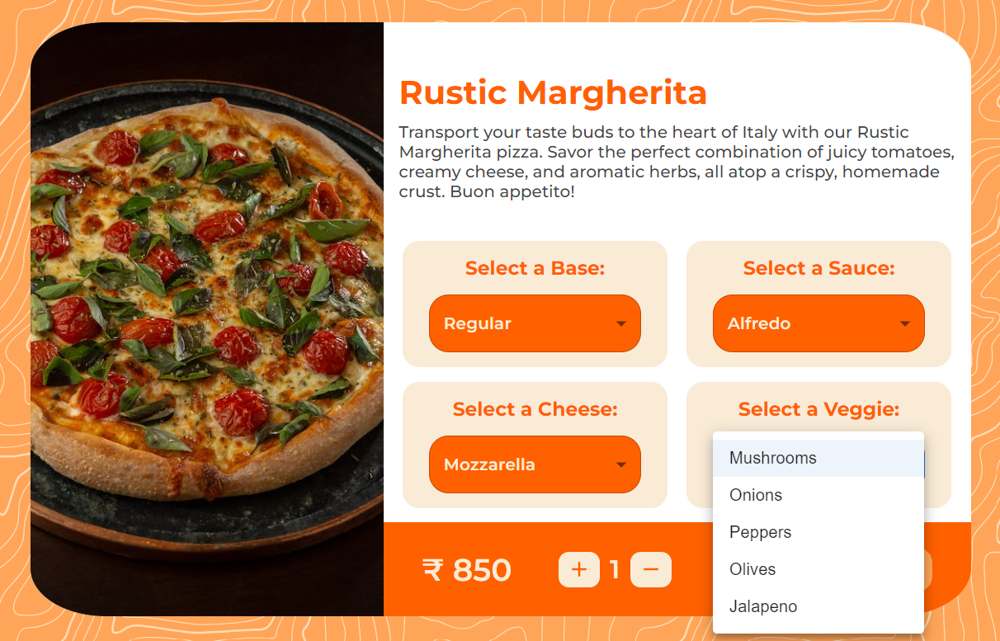 Rustic Margherita
Transport your taste buds to the heart of Italy with our Rustic
Margherita pizza. Savor the perfect combination of juicy tomatoes,
creamy cheese, and aromatic herbs, all atop a crispy, homemade
crust. Buon appetito!
Select a Base:
Regular
Select a Sauce:
Alfredo
Select a Cheese:
Mozzarella
Select a Veggie:
Mushrooms
Onions
Peppers
Olives
Jalapeno
₹ 850
+ 1 −